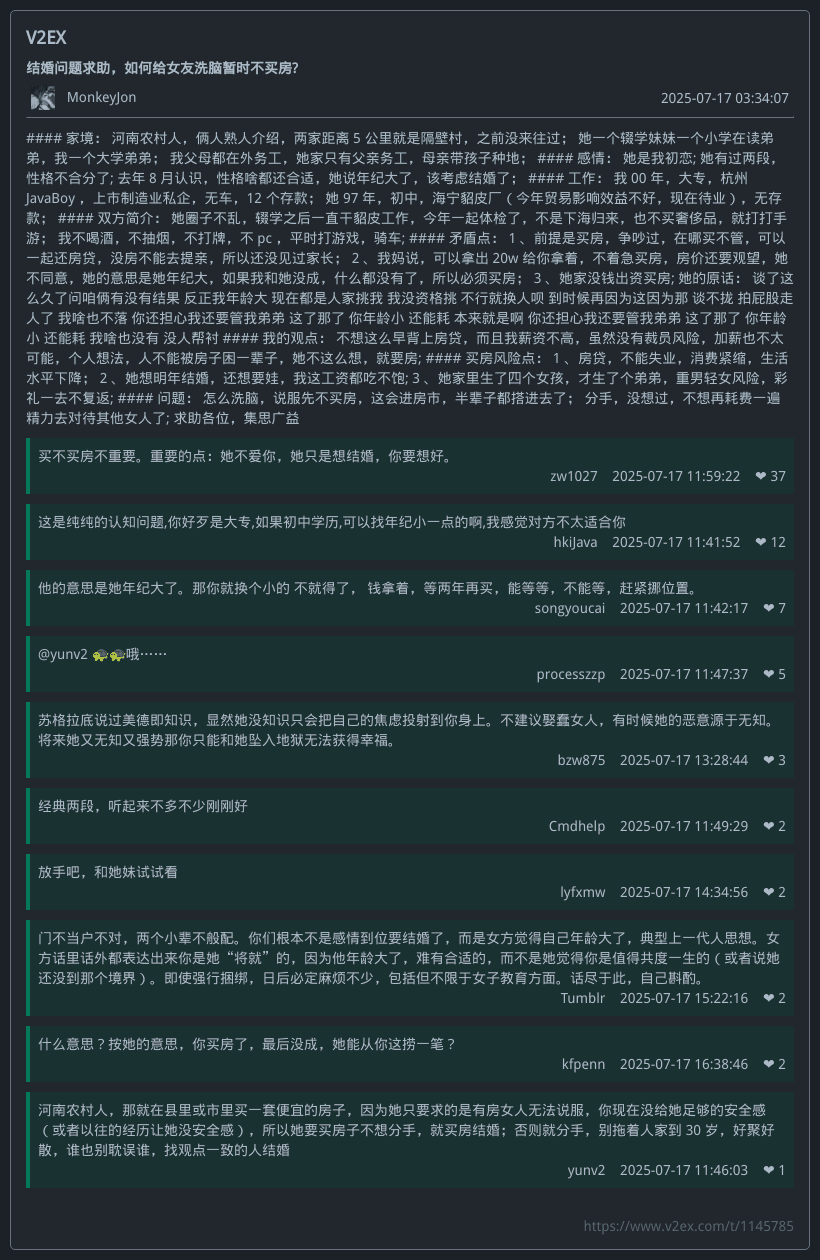 V2EX
结婚问题求助，如何给女友洗脑暂时不买房?
MonkeyJon 2025-07-17 03:34:07
#### 家境： 河南农村人，俩人熟人介绍，两家距离 5 公里就是隔壁村，之前没来往过； 她一个辍学妹妹一个小学在读弟
弟，我一个大学弟弟； 我父母都在外务工，她家只有父亲务工，母亲带孩子种地； #### 感情： 她是我初恋; 她有过两段，
性格不合分了; 去年 8 月认识，性格啥都还合适，她说年纪大了，该考虑结婚了； #### 工作： 我 00 年，大专，杭州
JavaBoy ，上市制造业私企，无车，12 个存款； 她 97 年，初中，海宁貂皮厂（ 今年贸易影响效益不好，现在待业 ），无存
款； #### 双方简介： 她圈子不乱，辍学之后一直干貂皮工作，今年一起体检了，不是下海归来，也不买奢侈品，就打打手
游； 我不喝酒，不抽烟，不打牌，不 pc ，平时打游戏，骑车; #### 矛盾点： 1 、前提是买房，争吵过，在哪买不管，可以
一起还房贷，没房不能去提亲，所以还没见过家长； 2 、我妈说，可以拿出 20w 给你拿着，不着急买房，房价还要观望，她
不同意，她的意思是她年纪大，如果我和她没成，什么都没有了，所以必须买房； 3 、她家没钱出资买房; 她的原话： 谈了这
么久了问咱俩有没有结果 反正我年龄大 现在都是人家挑我 我没资格挑 不行就换人呗 到时候再因为这因为那 谈不拢 拍屁股走
人了 我啥也不落 你还担心我还要管我弟弟 这了那了 你年龄小 还能耗 本来就是啊 你还担心我还要管我弟弟 这了那了 你年龄
小 还能耗 我啥也没有 没人帮衬 #### 我的观点： 不想这么早背上房贷，而且我薪资不高，虽然没有裁员风险，加薪也不太
可能，个人想法，人不能被房子困一辈子，她不这么想，就要房; #### 买房风险点： 1 、房贷，不能失业，消费紧缩，生活
水平下降； 2 、她想明年结婚，还想要娃，我这工资都吃不饱; 3 、她家里生了四个女孩，才生了个弟弟，重男轻女风险，彩
礼一去不复返; #### 问题： 怎么洗脑，说服先不买房，这会进房市，半辈子都搭进去了； 分手，没想过，不想再耗费一遍
精力去对待其他女人了; 求助各位，集思广益
买不买房不重要。重要的点：她不爱你，她只是想结婚，你要想好。
zw1027 2025-07-17 11:59:22 ❤ 37
这是纯纯的认知问题,你好歹是大专,如果初中学历,可以找年纪小一点的啊,我感觉对方不太适合你
hkiJava 2025-07-17 11:41:52 ❤ 12
他的意思是她年纪大了。那你就换个小的 不就得了， 钱拿着，等两年再买，能等等，不能等，赶紧挪位置。
songyoucai 2025-07-17 11:42:17 ❤ 7
@yunv2 🐢🐢哦……
processzzp 2025-07-17 11:47:37 ❤ 5
苏格拉底说过美德即知识，显然她没知识只会把自己的焦虑投射到你身上。不建议娶蠢女人，有时候她的恶意源于无知。
将来她又无知又强势那你只能和她坠入地狱无法获得幸福。
bzw875 2025-07-17 13:28:44 ❤ 3
经典两段，听起来不多不少刚刚好
Cmdhelp 2025-07-17 11:49:29 ❤ 2
放手吧，和她妹试试看
lyfxmw 2025-07-17 14:34:56 ❤ 2
门不当户不对，两个小辈不般配。你们根本不是感情到位要结婚了，而是女方觉得自己年龄大了，典型上一代人思想。女
方话里话外都表达出来你是她“将就”的，因为他年龄大了，难有合适的，而不是她觉得你是值得共度一生的（ 或者说她
还没到那个境界 ）。即使强行捆绑，日后必定麻烦不少，包括但不限于女子教育方面。话尽于此，自己斟酌。
Tumblr 2025-07-17 15:22:16 ❤ 2
什么意思？按她的意思，你买房了，最后没成，她能从你这捞一笔？
kfpenn 2025-07-17 16:38:46 ❤ 2
河南农村人，那就在县里或市里买一套便宜的房子，因为她只要求的是有房女人无法说服，你现在没给她足够的安全感
（ 或者以往的经历让她没安全感 ），所以她要买房子不想分手，就买房结婚；否则就分手，别拖着人家到 30 岁，好聚好
散，谁也别耽误谁，找观点一致的人结婚
yunv2 2025-07-17 11:46:03 ❤ 1
https://www.v2ex.com/t/1145785